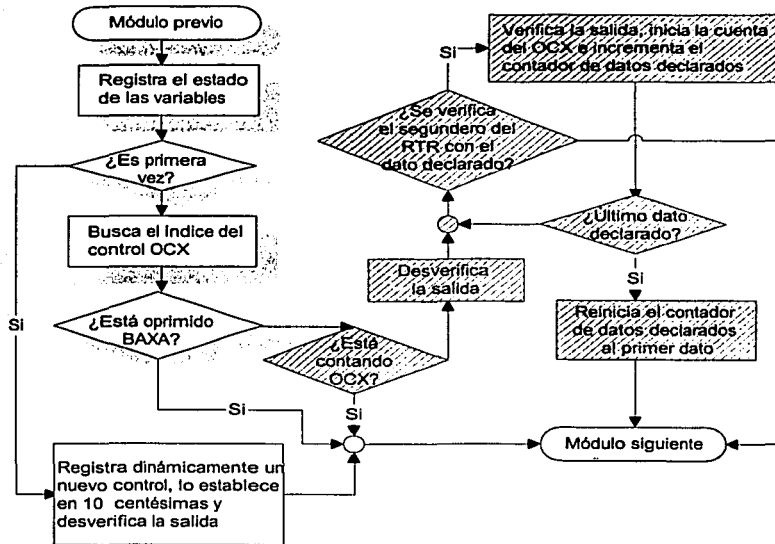 Módulo previo
Registra el estado
de las variables
¿Es primera
vez?
Busca el índice del
control OCX
Si
¿Está oprimido
BAXA?
¿Está
contando
OCX?
Si
Si
Registra dinámicamente un
nuevo control, lo establece
en 10 centésimas y
desverifica la salida
Si
Verifica la salida, inicia la cuenta
del OCX e incrementa el
contador de datos declarados
¿Se verifica
el segundero del
RTR con el
dato declarado?
¿Último dato
declarado?
Desverifica
la salida
Si
Reinicia el contador
de datos declarados
al primer dato
Módulo siguiente